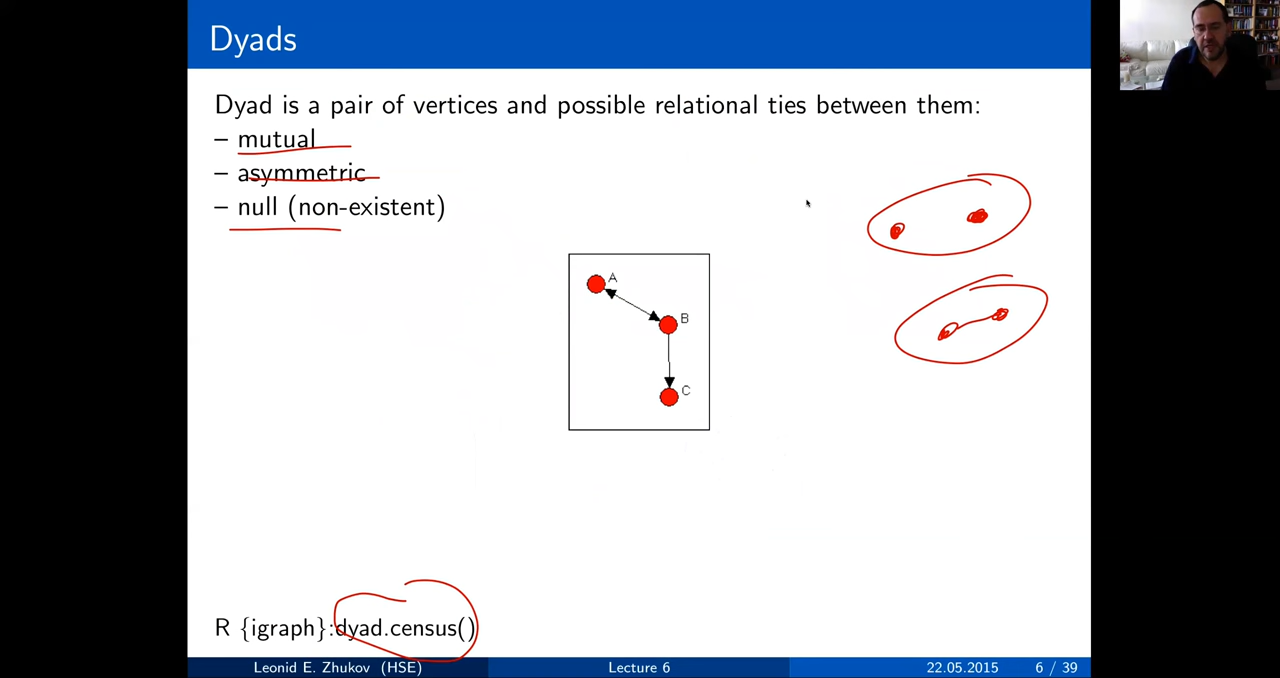 Dyads
Dyad is a pair of vertices and possible relational ties between them:
– mutual
– asymmetric
– null (non-existent)
A
B
C
R {igraph}:dyad.census()
Leonid E. Zhukov (HSE) Lecture 6 22.05.2015 6 / 39